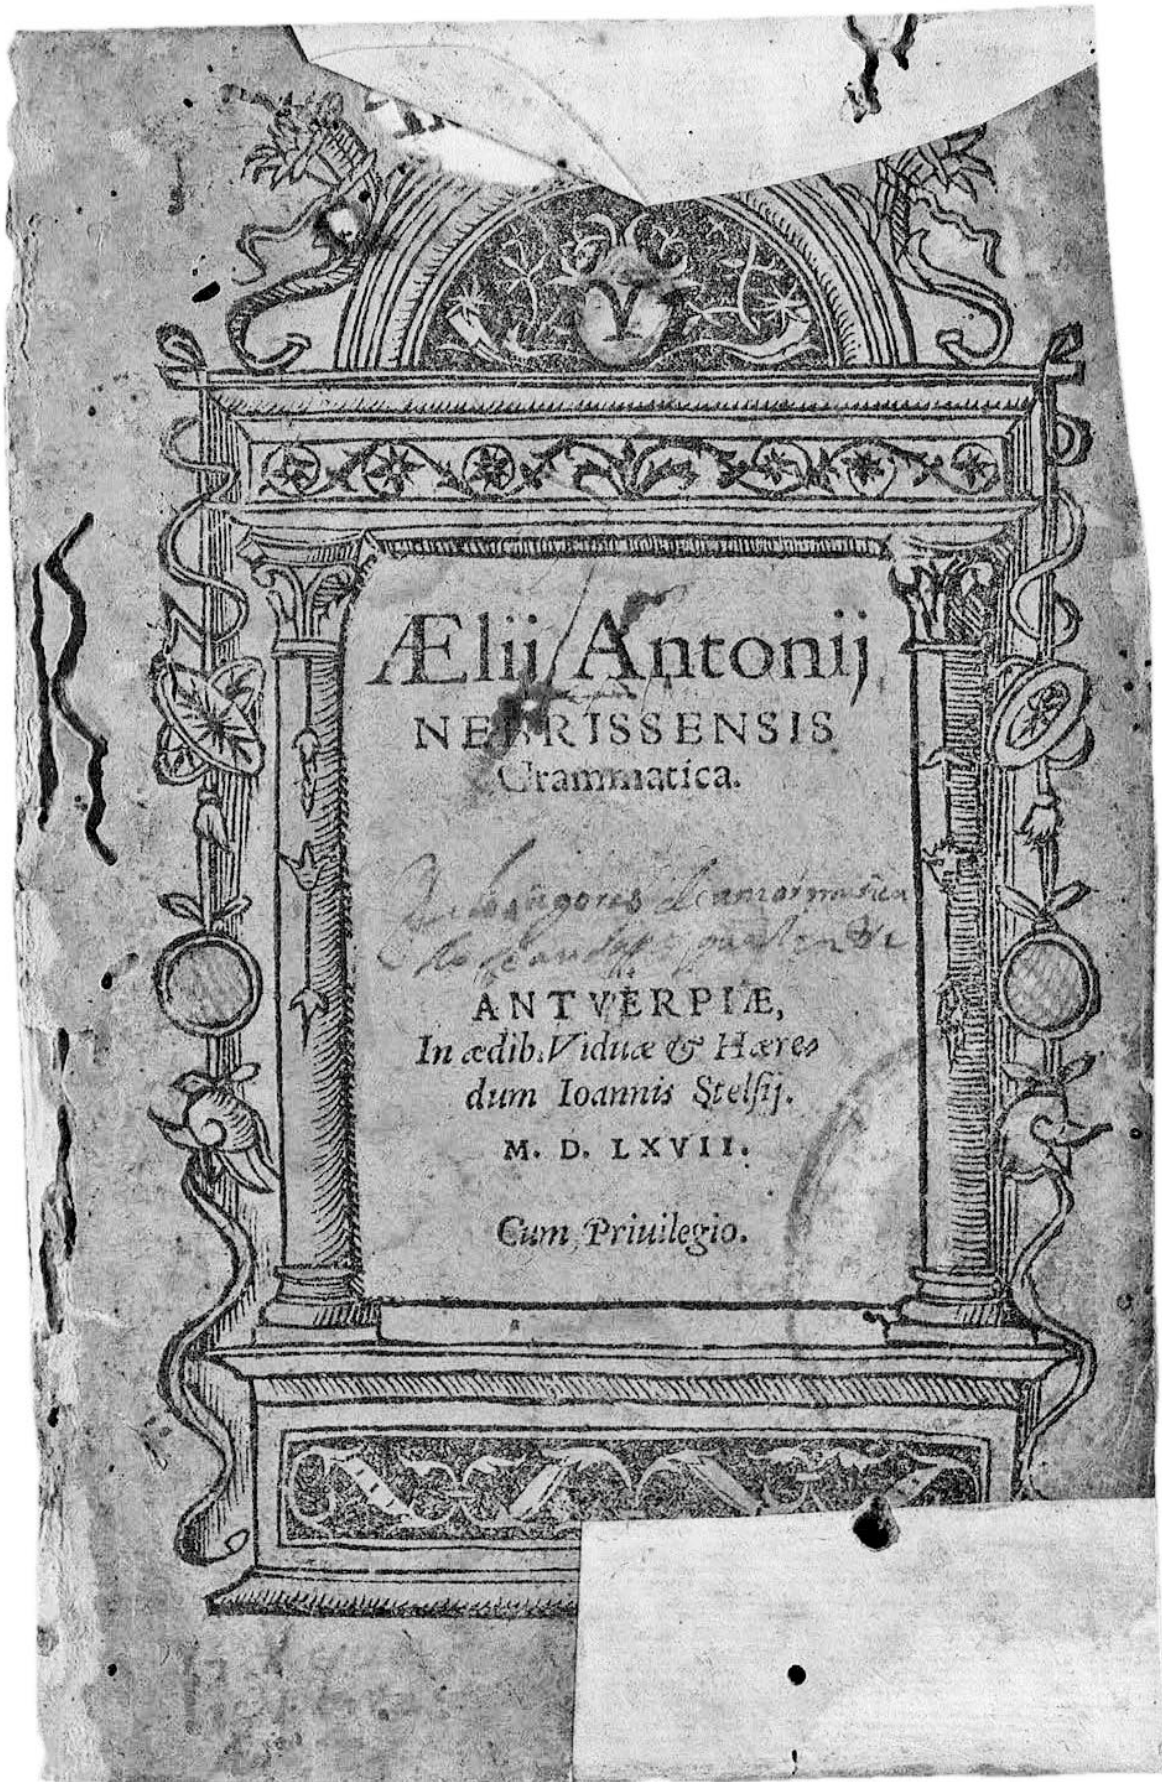 Ælij Antonij
NEBRISSENSIS
Grammatica.
ANTVERPIÆ,
In ædib. Viduæ & Hære
dum Ioannis Stelsij.
M. D. LXVII.
Cum Priuilegio.